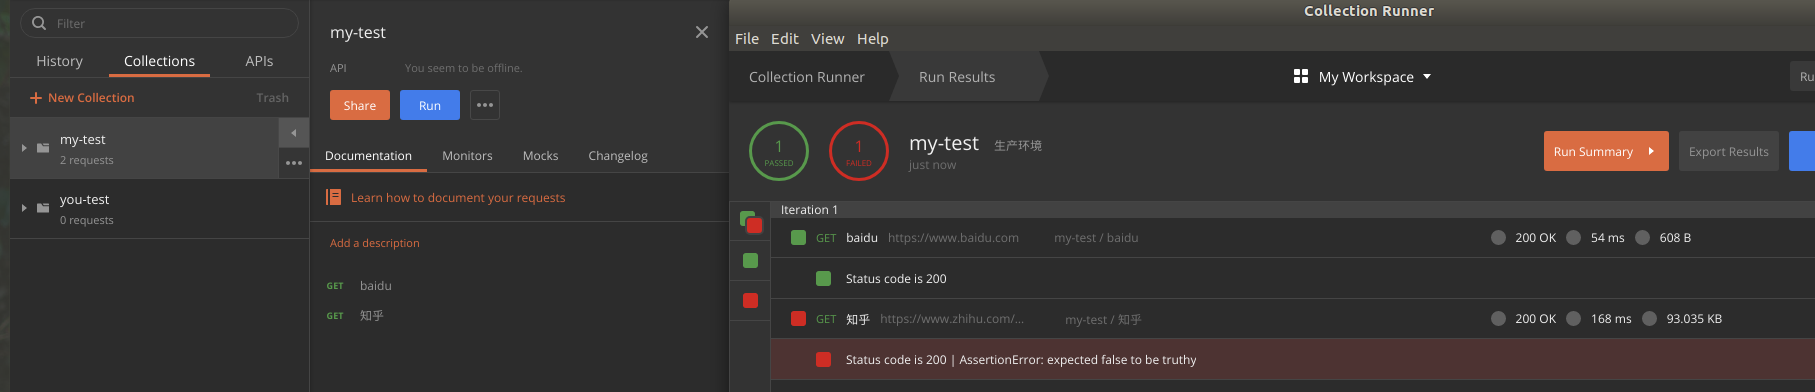 Filter
History Collections APIs
+ New Collection Trash
my-test
2 requests
you-test
0 requests
my-test
API You seem to be offline.
Share Run
Documentation Monitors Mocks Changelog
Learn how to document your requests
Add a description
GET baidu
GET 知乎
Collection Runner
File Edit View Help
Collection Runner Run Results My Workspace Ru
1 PASSED
1 FAILED
my-test 生产环境
just now
Run Summary Export Results
Iteration 1
GET baidu https://www.baidu.com my-test / baidu 200 OK 54 ms 608 B
Status code is 200
GET 知乎 https://www.zhihu.com/... my-test / 知乎 200 OK 168 ms 93.035 KB
Status code is 200 | AssertionError: expected false to be truthy